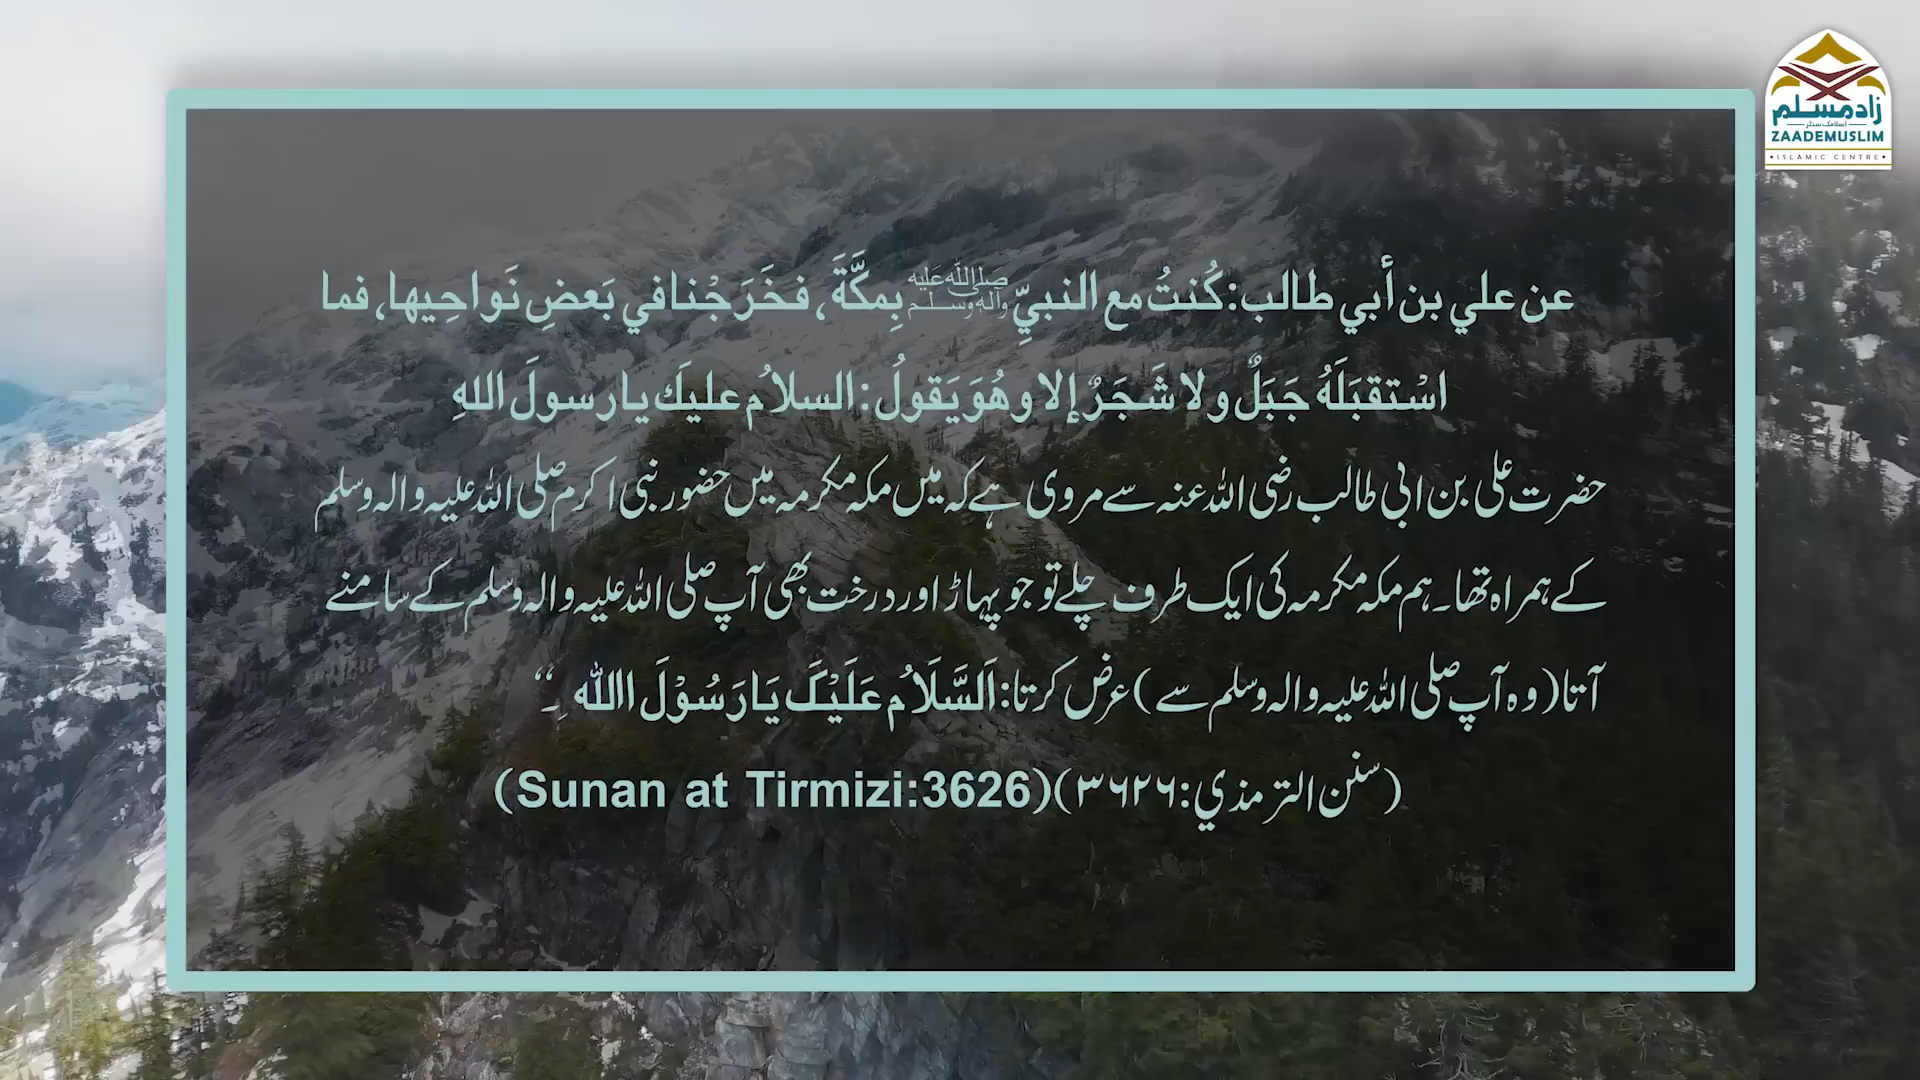 زاد مسلم
اسلامک سنٹر
ZAADEMUSLIM
ISLAMIC CENTRE
عن علي بن أبي طالب: كُنتُ مع النبيِّ ﷺ بِمكَّةَ، فخَرَجْنا في بَعضِ نَواحِيها، فما
اسْتقبَلَهُ جَبَلٌ ولا شَجَرٌ إلا وهُوَ يَقولُ: السلامُ عليكَ يا رسولَ اللهِ
حضرت علی بن ابی طالب رضی اللہ عنہ سے مروی ہے کہ میں مکہ مکرمہ میں حضور نبی اکرم صلی اللہ علیہ والہ وسلم
کے ہمراہ تھا۔ ہم مکہ مکرمہ کی ایک طرف چلے تو جو پہاڑ اور درخت بھی آپ صلی اللہ علیہ والہ وسلم کے سامنے
آتا (وہ آپ صلی اللہ علیہ والہ وسلم سے) عرض کرتا: اَلسَّلَامُ عَلَيْكَ يَا رَسُوْلَ االلهِ ۔‘‘
(سنن الترمذي: ٣٦٢٦) (Sunan at Tirmizi:3626)